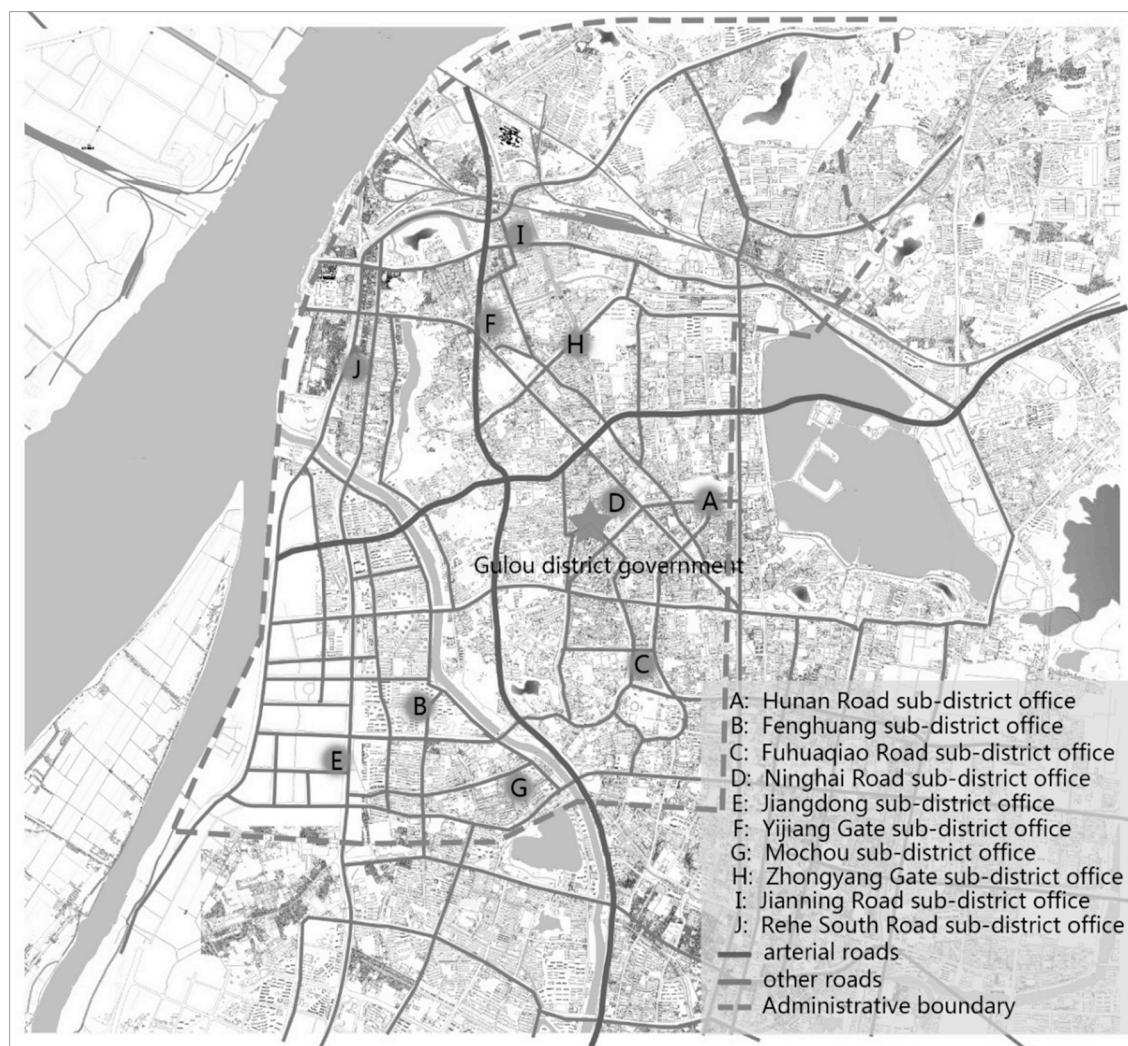 I
F
H
J
D
A
Gulou district government
C
B
E
G
A: Hunan Road sub-district office
B: Fenghuang sub-district office
C: Fuhuaqiao Road sub-district office
D: Ninghai Road sub-district office
E: Jiangdong sub-district office
F: Yijiang Gate sub-district office
G: Mochou sub-district office
H: Zhongyang Gate sub-district office
I: Jianning Road sub-district office
J: Rehe South Road sub-district office
arterial roads
other roads
Administrative boundary